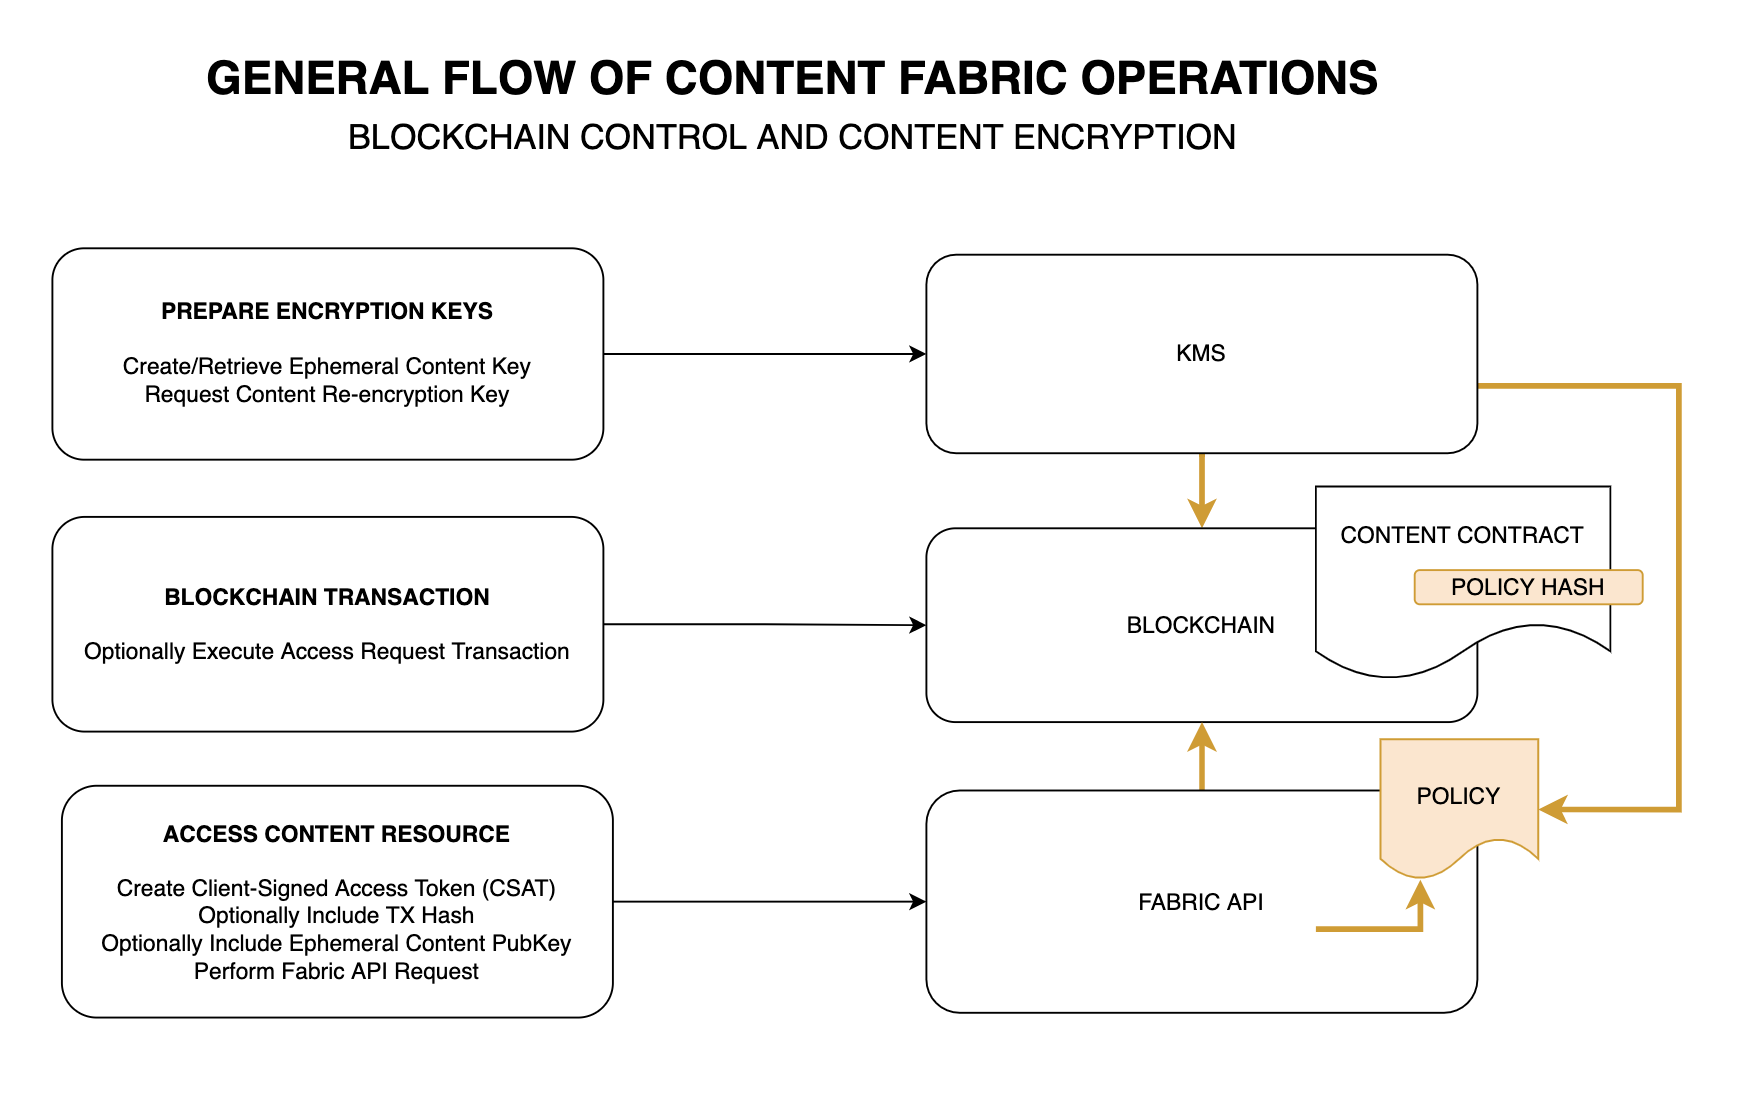 GENERAL FLOW OF CONTENT FABRIC OPERATIONS
BLOCKCHAIN CONTROL AND CONTENT ENCRYPTION
PREPARE ENCRYPTION KEYS
Create/Retrieve Ephemeral Content Key
Request Content Re-encryption Key
KMS
BLOCKCHAIN TRANSACTION
Optionally Execute Access Request Transaction
BLOCKCHAIN
CONTENT CONTRACT
POLICY HASH
ACCESS CONTENT RESOURCE
Create Client-Signed Access Token (CSAT)
Optionally Include TX Hash
Optionally Include Ephemeral Content PubKey
Perform Fabric API Request
FABRIC API
POLICY